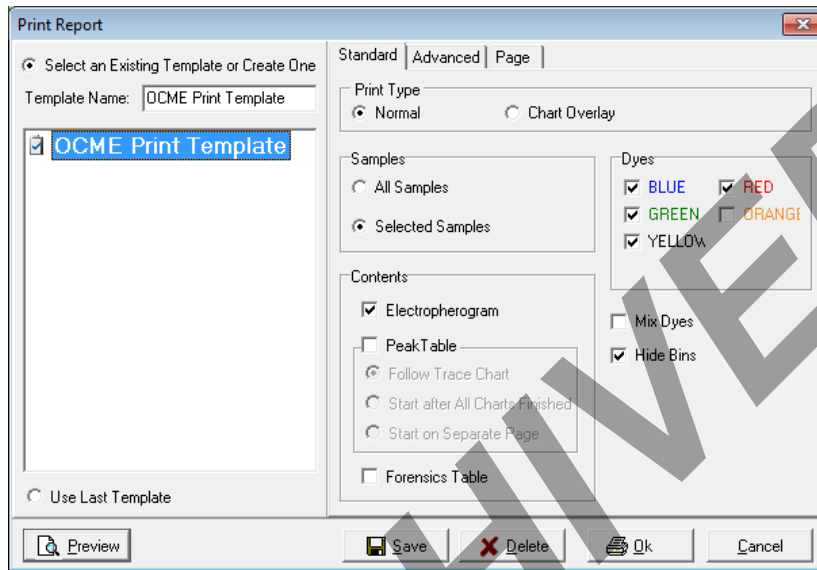 Print Report
Select an Existing Template or Create One
Template Name: OCME Print Template
OCME Print Template
Use Last Template
Standard Advanced Page
Print Type
Normal Chart Overlay
Samples
All Samples
Selected Samples
Dyes
BLUE RED
GREEN ORANGE
YELLOW
Contents
Electropherogram
PeakTable
Follow Trace Chart
Start after All Charts Finished
Start on Separate Page
Forensics Table
Mix Dyes
Hide Bins
Preview Save Delete Ok Cancel
HIVE